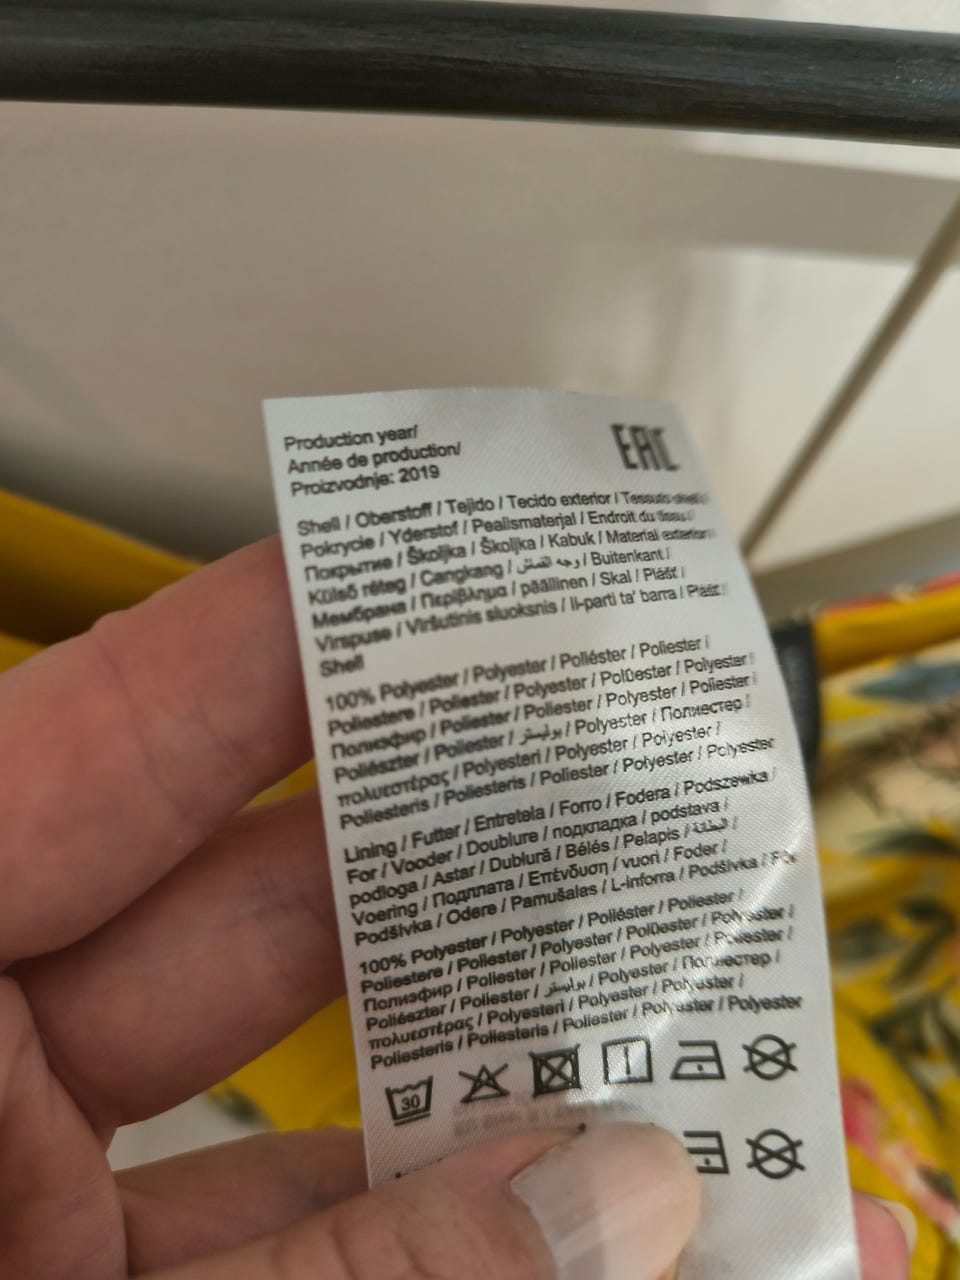 Production year/
Année de production/
Proizvodnje: 2019
EAC
Shell / Oberstoff / Tejido / Tecido exterior / Tessuto
Pokrycie / Yderstof / Pealismaterjal / Endroit du tissu /
Покрытие / Školjka / Školjka / Kabuk / Material exterior
Külső réteg / Cangkang / وجه القماش / Buitenkant /
Мембрана / Περίβλημα / päällinen / Skal / Plášť /
Virspuse / Viršutinis sluoksnis / Il-parti ta' barra / Plášť /
Shell
100% Polyester / Polyester / Poliéster / Poliester /
Poliestere / Poliester / Polyester / Polüester / Polyester /
Полиэфир / Poliester / Poliester / Polyester / Poliester
Poliészter / Poliester / بوليستر / Polyester / Полиестер /
πολυεστέρας / Polyesteri / Polyester / Polyester /
Poliesteris / Poliesteris / Poliester / Polyester / Polyester
Lining / Futter / Entretela / Forro / Fodera / Podszewka /
For / Vooder / Doublure / подкладка / podstava /
podloga / Astar / Dublură / Bélés / Pelapis / البطانة /
Voering / Подплата / Επένδυση / vuori / Foder /
Podšívka / Odere / Pamušalas / L-inforra / Podšívka / For
100% Polyester / Polyester / Poliéster / Poliester /
Poliestere / Poliester / Polyester / Polüester / Polyester /
Полиэфир / Poliester / Poliester / Polyester / Poliester /
Poliészter / Poliester / بوليستر / Polyester / Полиестер /
πολυεστέρας / Polyesteri / Polyester / Polyester /
Poliesteris / Poliesteris / Poliester / Polyester / Polyester
30